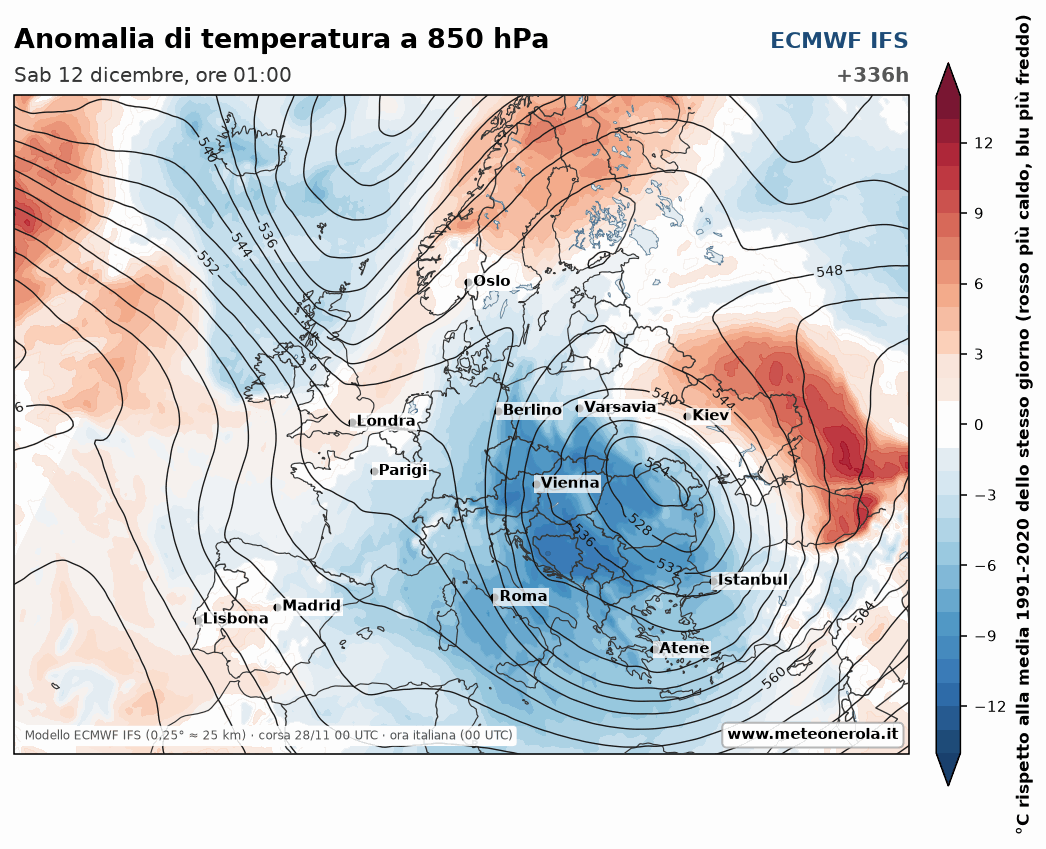 Anomalia di temperatura a 850 hPa
ECMWF IFS
Sab 12 dicembre, ore 01:00
+336h
540
536
544
552
548
Oslo
6
Londra
Berlino
Varsavia
Kiev
540
544
Parigi
Vienna
524
528
536
532
Istanbul
Madrid
Lisbona
Roma
Atene
564
560
Modello ECMWF IFS (0,25° ≈ 25 km) · corsa 28/11 00 UTC · ora italiana (00 UTC)
www.meteonerola.it
12
9
6
3
0
−3
−6
−9
−12
°C rispetto alla media 1991-2020 dello stesso giorno (rosso più caldo, blu più freddo)